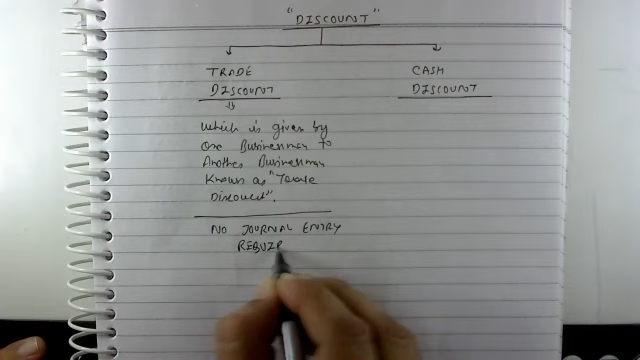 "DISCOUNT"
TRADE
DISCOUNT
CASH
DISCOUNT
Which is given by
One Businessman to
Another Businessman
Known as "Trade
Discount".
NO JOURNAL ENTRY
REQUIR